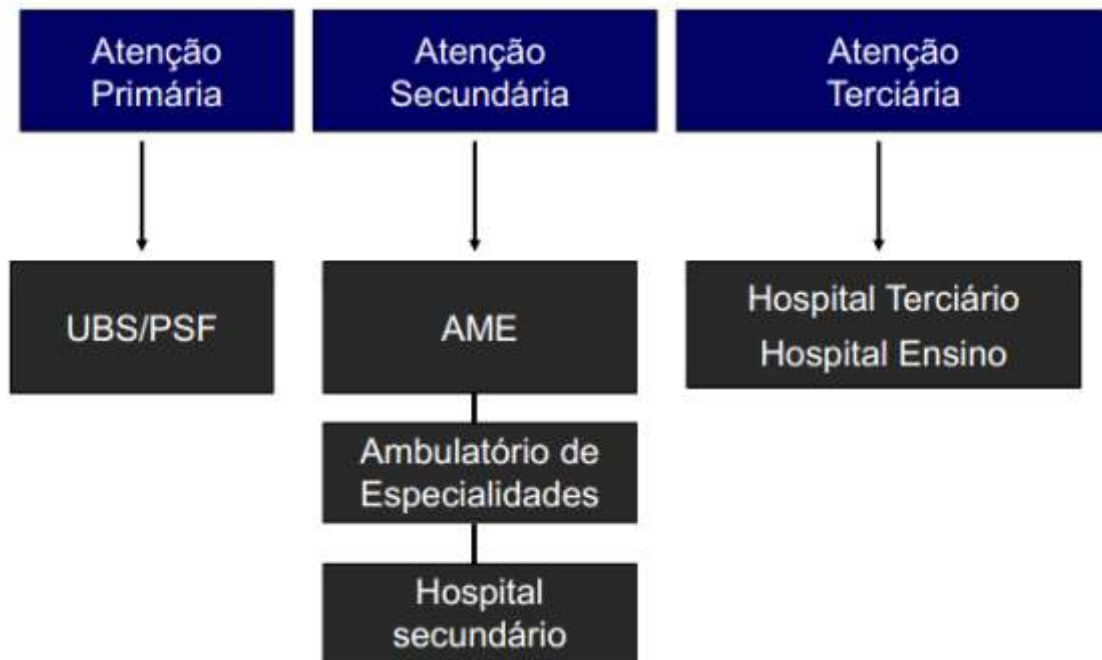 Atenção
Primária
Atenção
Secundária
Atenção
Terciária
UBS/PSF
AME
Hospital Terciário
Hospital Ensino
Ambulatório de
Especialidades
Hospital
secundário